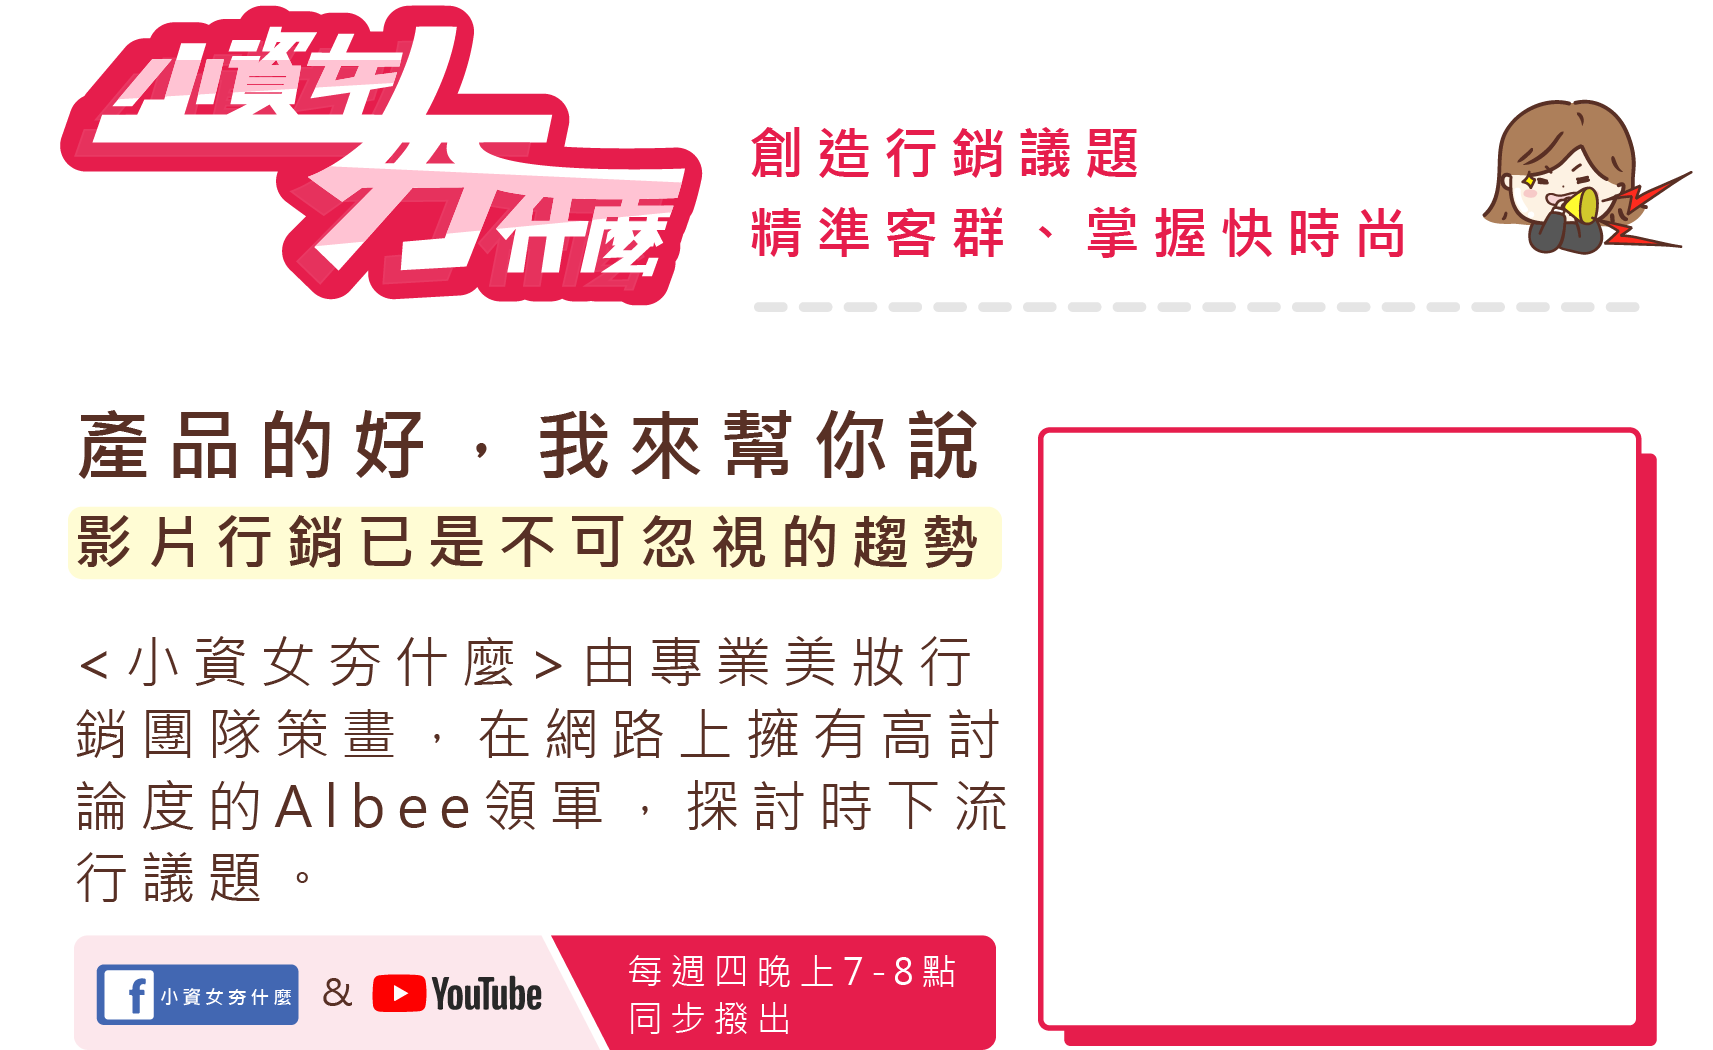 小資女
夯
什麼
創造行銷議題
精準客群、掌握快時尚
產品的好，我來幫你說
影片行銷已是不可忽視的趨勢
<小資女夯什麼>由專業美妝行
銷團隊策畫，在網路上擁有高討
論度的Albee領軍，探討時下流
行議題。
f 小資女夯什麼 & YouTube
每週四晚上7-8點
同步撥出